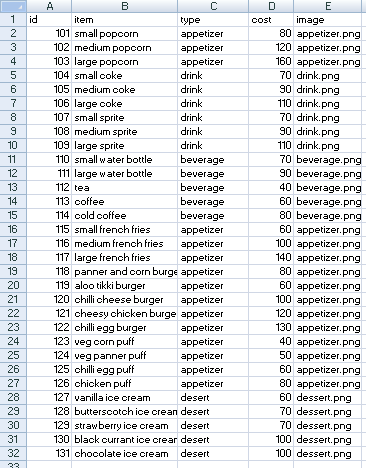 A B C D E
1 id item type cost image
2 101 small popcorn appetizer 80 appetizer.png
3 102 medium popcorn appetizer 120 appetizer.png
4 103 large popcorn appetizer 160 appetizer.png
5 104 small coke drink 70 drink.png
6 105 medium coke drink 90 drink.png
7 106 large coke drink 110 drink.png
8 107 small sprite drink 70 drink.png
9 108 medium sprite drink 90 drink.png
10 109 large sprite drink 110 drink.png
11 110 small water bottle beverage 70 beverage.png
12 111 large water bottle beverage 90 beverage.png
13 112 tea beverage 40 beverage.png
14 113 coffee beverage 60 beverage.png
15 114 cold coffee beverage 80 beverage.png
16 115 small french fries appetizer 60 appetizer.png
17 116 medium french fries appetizer 100 appetizer.png
18 117 large french fries appetizer 140 appetizer.png
19 118 panner and corn burge appetizer 80 appetizer.png
20 119 aloo tikki burger appetizer 60 appetizer.png
21 120 chilli cheese burger appetizer 100 appetizer.png
22 121 cheesy chicken burge appetizer 120 appetizer.png
23 122 chilli egg burger appetizer 130 appetizer.png
24 123 veg corn puff appetizer 40 appetizer.png
25 124 veg panner puff appetizer 50 appetizer.png
26 125 chilli egg puff appetizer 60 appetizer.png
27 126 chicken puff appetizer 80 appetizer.png
28 127 vanilla ice cream desert 60 dessert.png
29 128 butterscotch ice crear desert 70 dessert.png
30 129 strawberry ice cream desert 70 dessert.png
31 130 black currant ice crear desert 100 dessert.png
32 131 chocolate ice cream desert 100 dessert.png